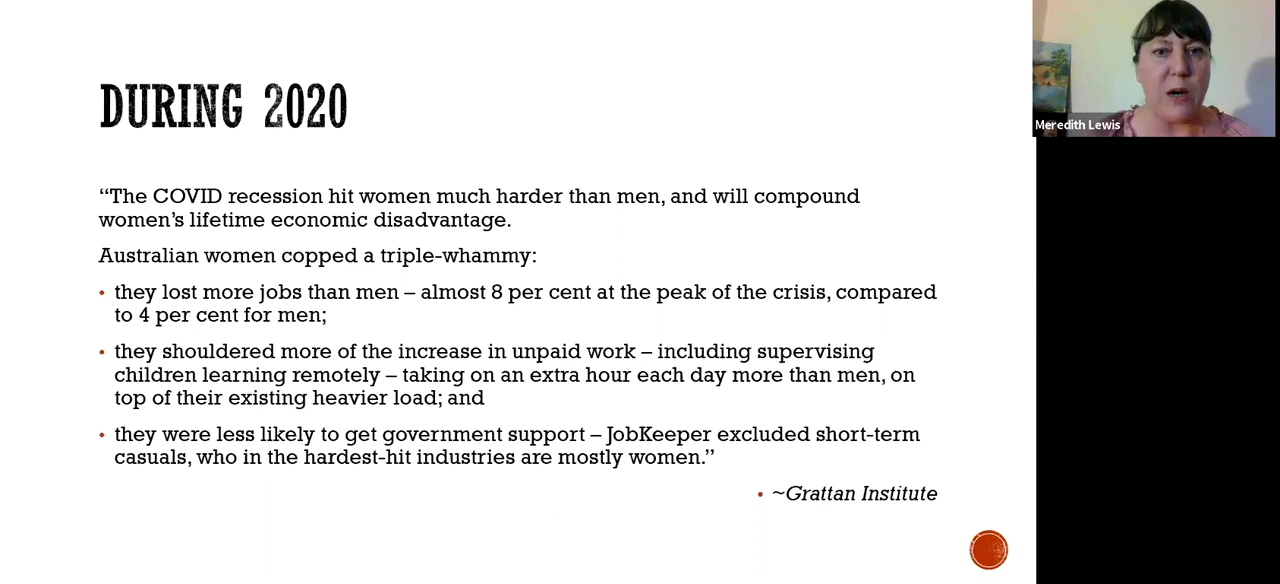 DURING 2020
“The COVID recession hit women much harder than men, and will compound
women’s lifetime economic disadvantage.
Australian women copped a triple-whammy:
• they lost more jobs than men – almost 8 per cent at the peak of the crisis, compared
to 4 per cent for men;
• they shouldered more of the increase in unpaid work – including supervising
children learning remotely – taking on an extra hour each day more than men, on
top of their existing heavier load; and
• they were less likely to get government support – JobKeeper excluded short-term
casuals, who in the hardest-hit industries are mostly women.”
• ~Grattan Institute
Meredith Lewis